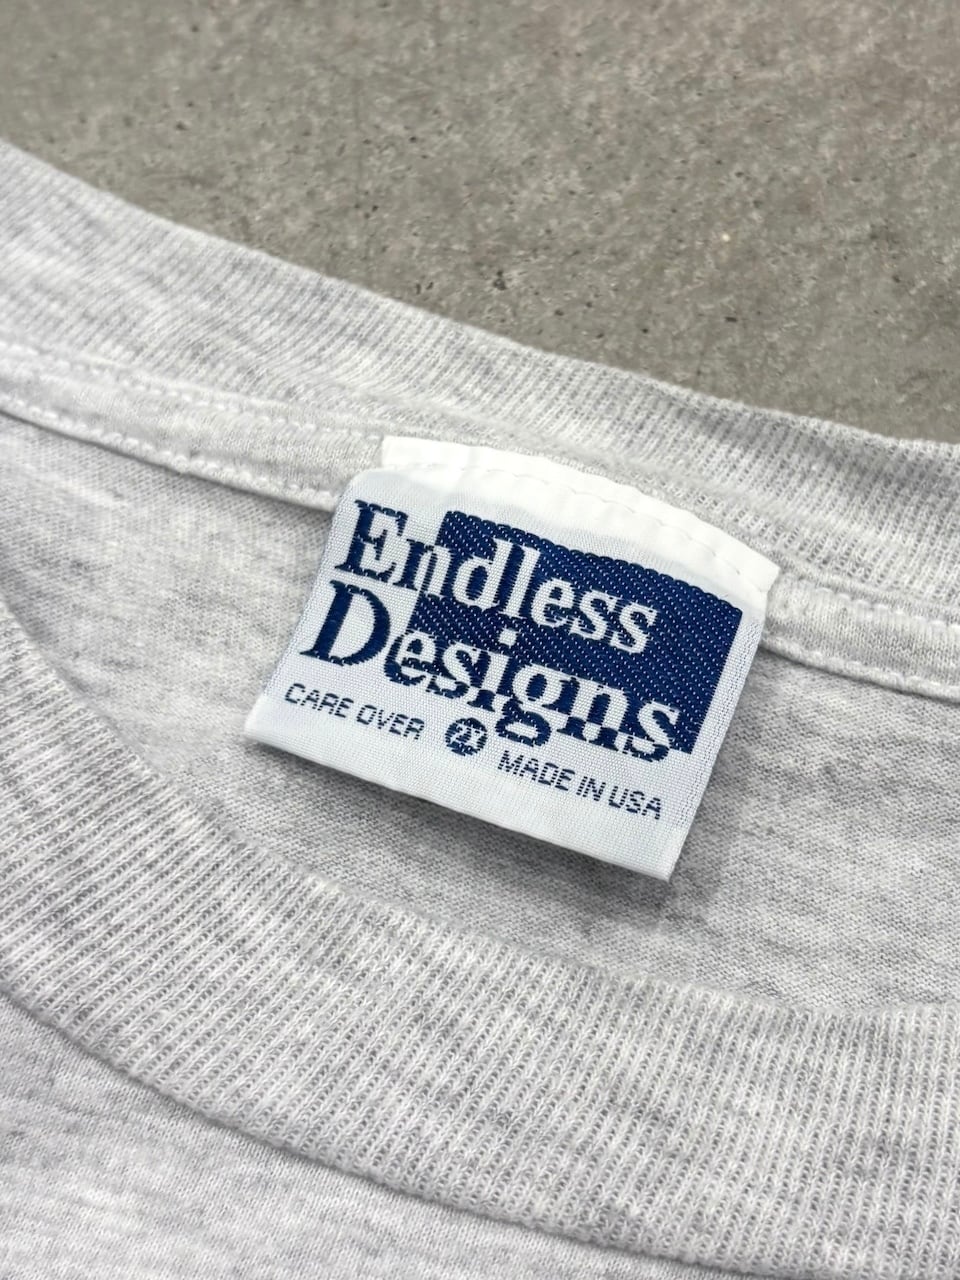 Endless
Designs
CARE OVER
MADE IN USA